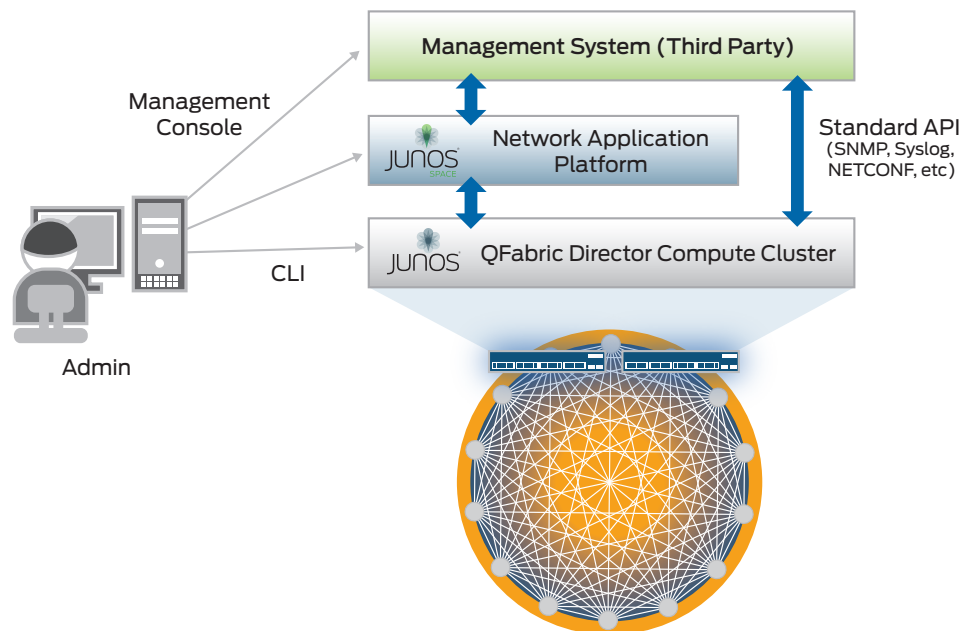 Management System (Third Party)
Management
Console
JUNOS
SPACE
Network Application
Platform
Standard API
(SNMP, Syslog,
NETCONF, etc)
JUNOS
QFabric Director Compute Cluster
CLI
Admin